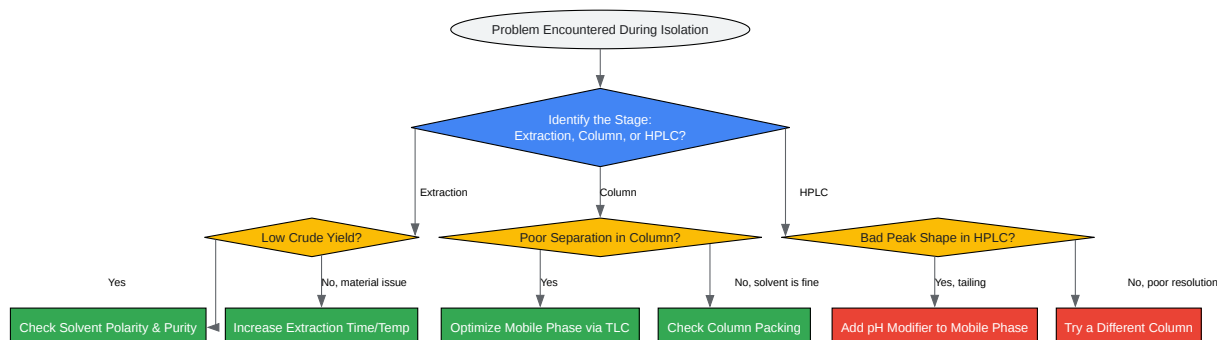 Problem Encountered During Isolation
Identify the Stage:
Extraction, Column, or HPLC?
Extraction
Column
HPLC
Low Crude Yield?
Poor Separation in Column?
Bad Peak Shape in HPLC?
Yes
No, material issue
Yes
No, solvent is fine
Yes, tailing
No, poor resolution
Check Solvent Polarity & Purity
Increase Extraction Time/Temp
Optimize Mobile Phase via TLC
Check Column Packing
Add pH Modifier to Mobile Phase
Try a Different Column